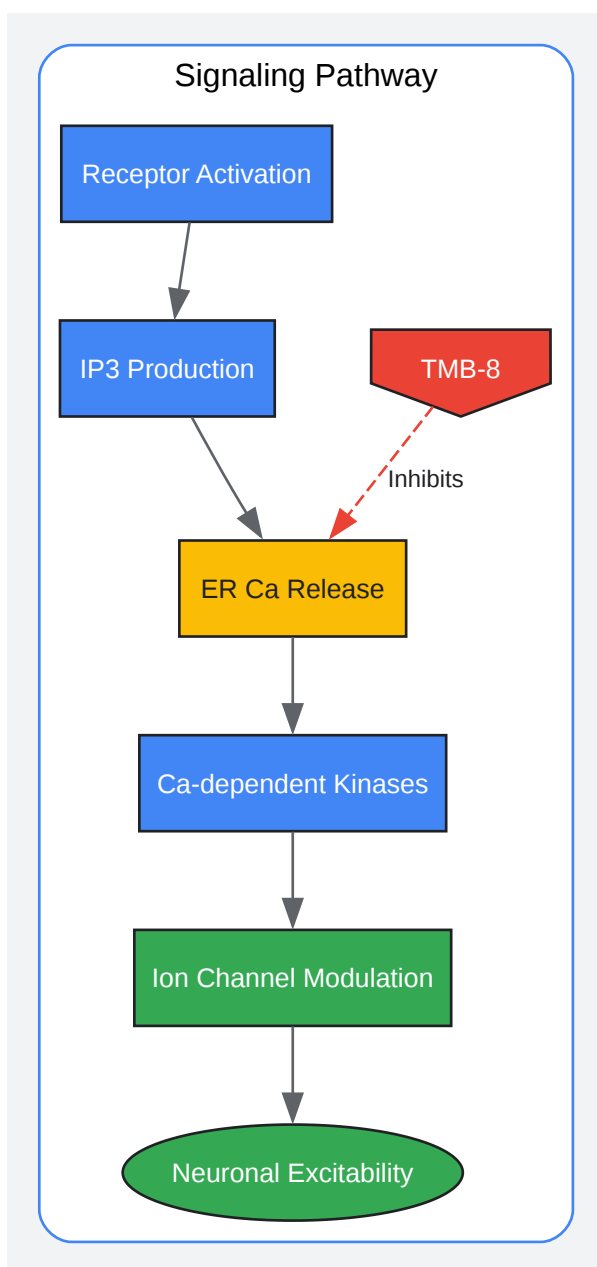 Signaling Pathway
Receptor Activation
IP3 Production
TMB-8
Inhibits
ER Ca Release
Ca-dependent Kinases
Ion Channel Modulation
Neuronal Excitability